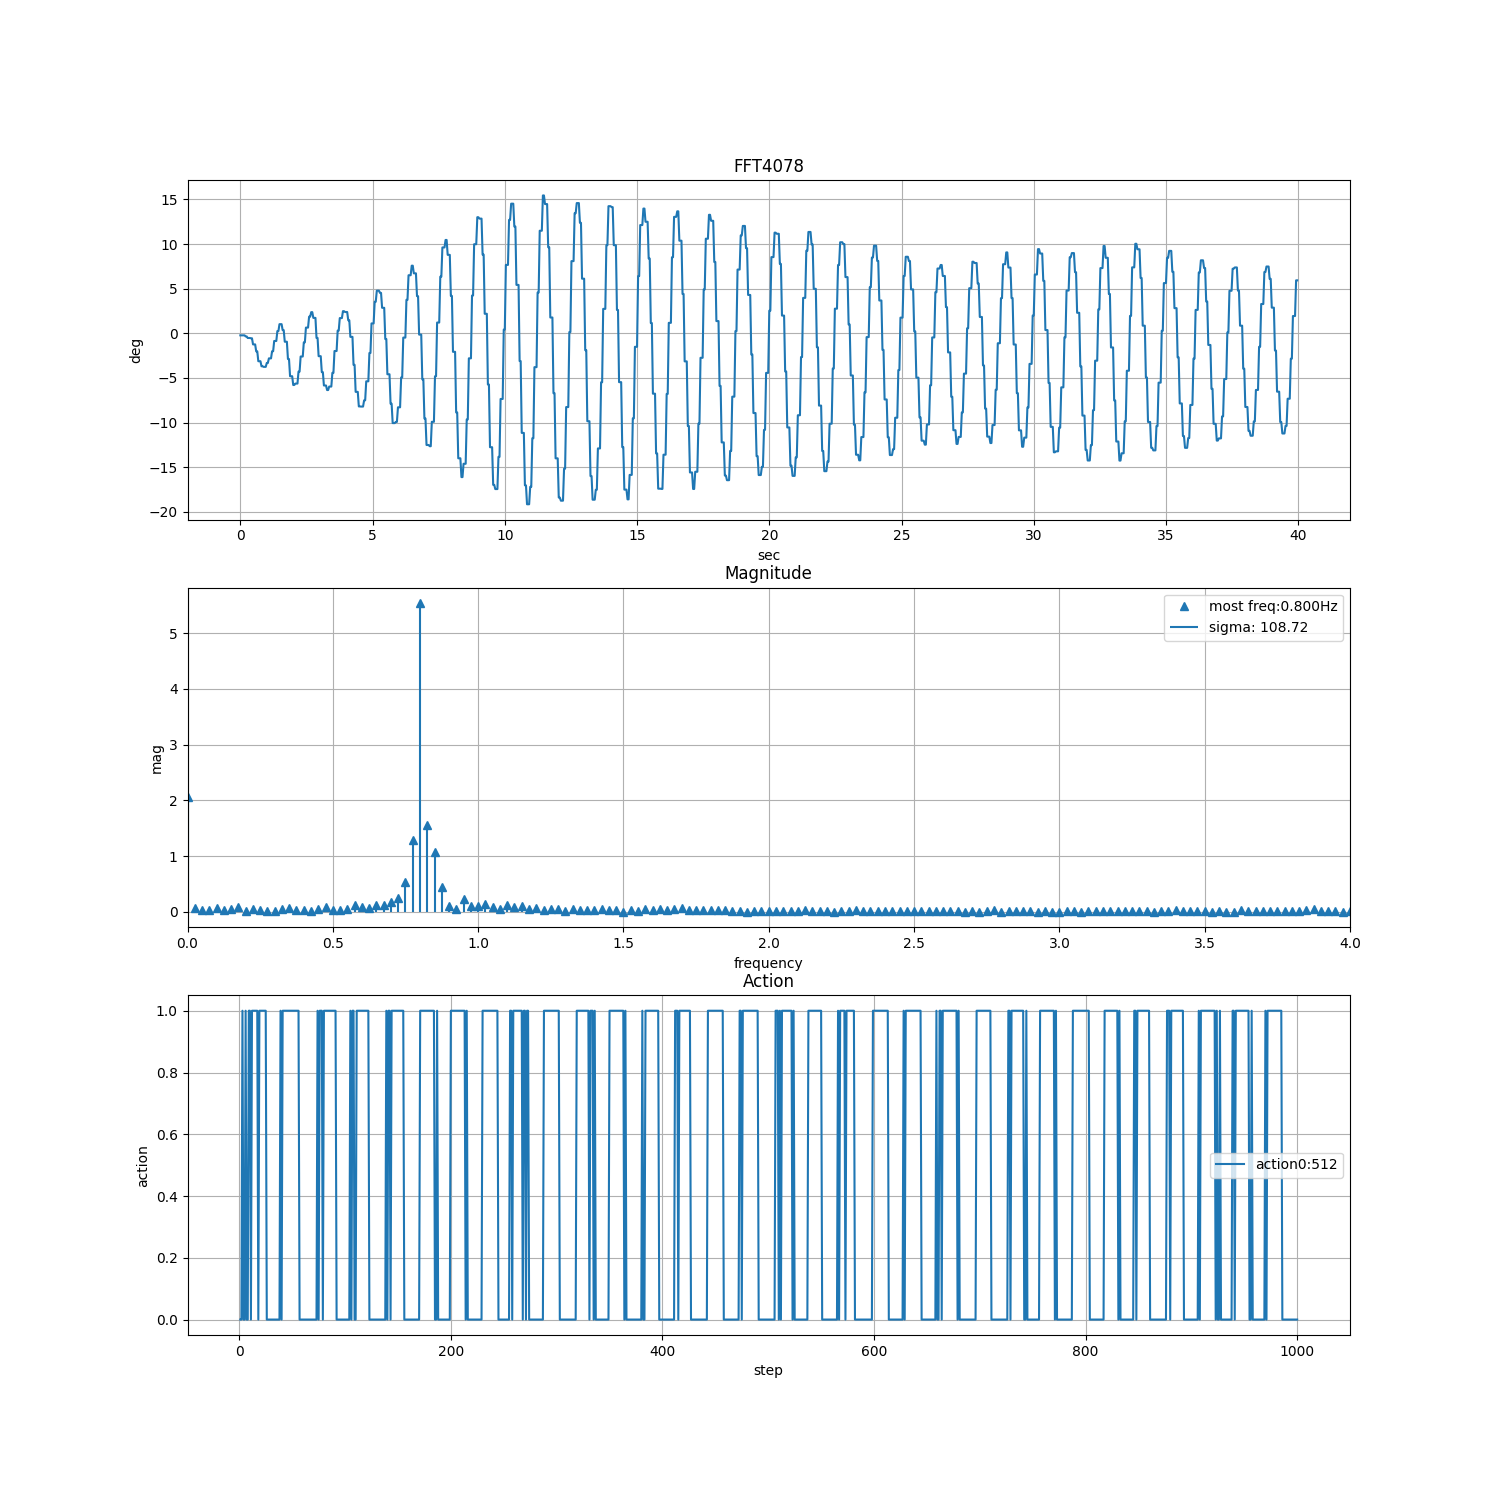 FFT4078
15
10
5
0
−5
−10
−15
−20
deg
0 5 10 15 20 25 30 35 40
sec
Magnitude
most freq:0.800Hz
sigma: 108.72
5
4
3
2
1
0
mag
0.0 0.5 1.0 1.5 2.0 2.5 3.0 3.5 4.0
frequency
Action
1.0
0.8
0.6
0.4
0.2
0.0
action
action0:512
0 200 400 600 800 1000
step